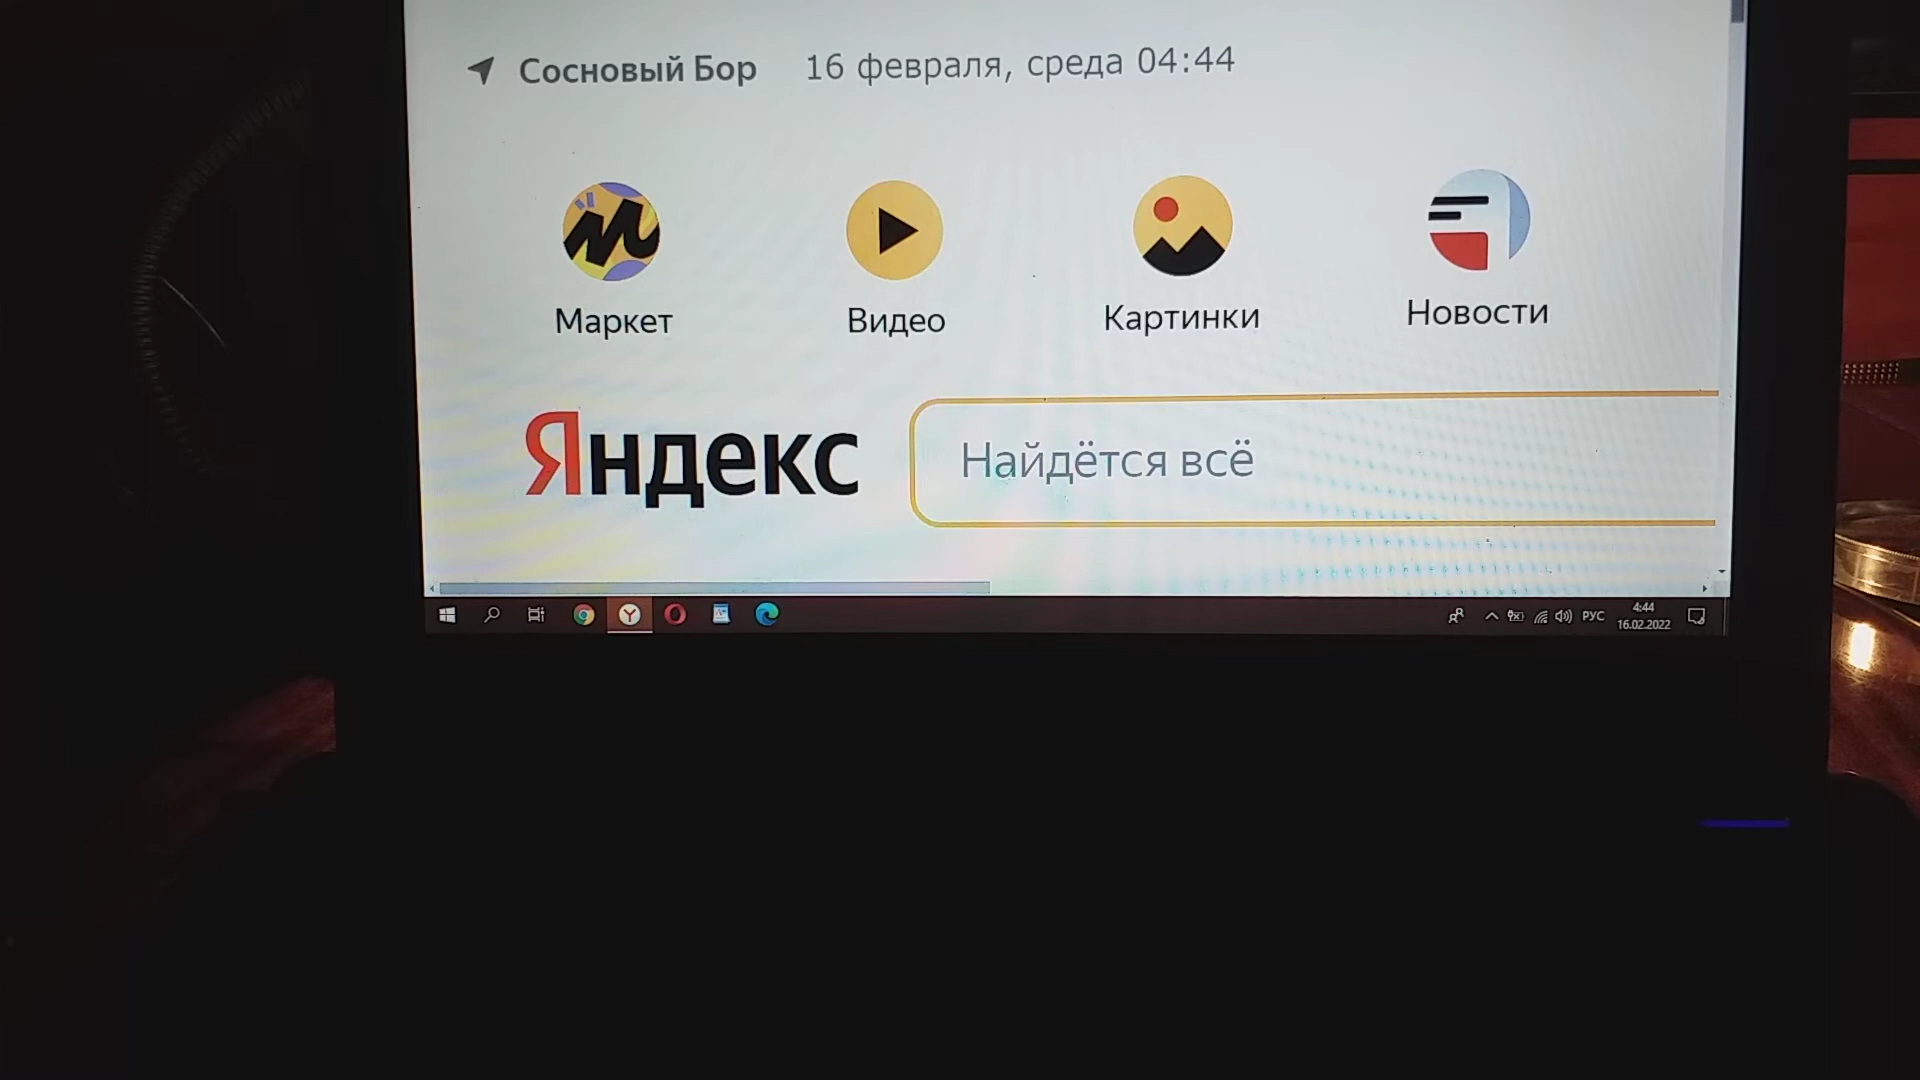 Сосновый Бор 16 февраля, среда 04:44
Маркет Видео Картинки Новости
Яндекс Найдётся всё
РУС 4:44
16.02.2022